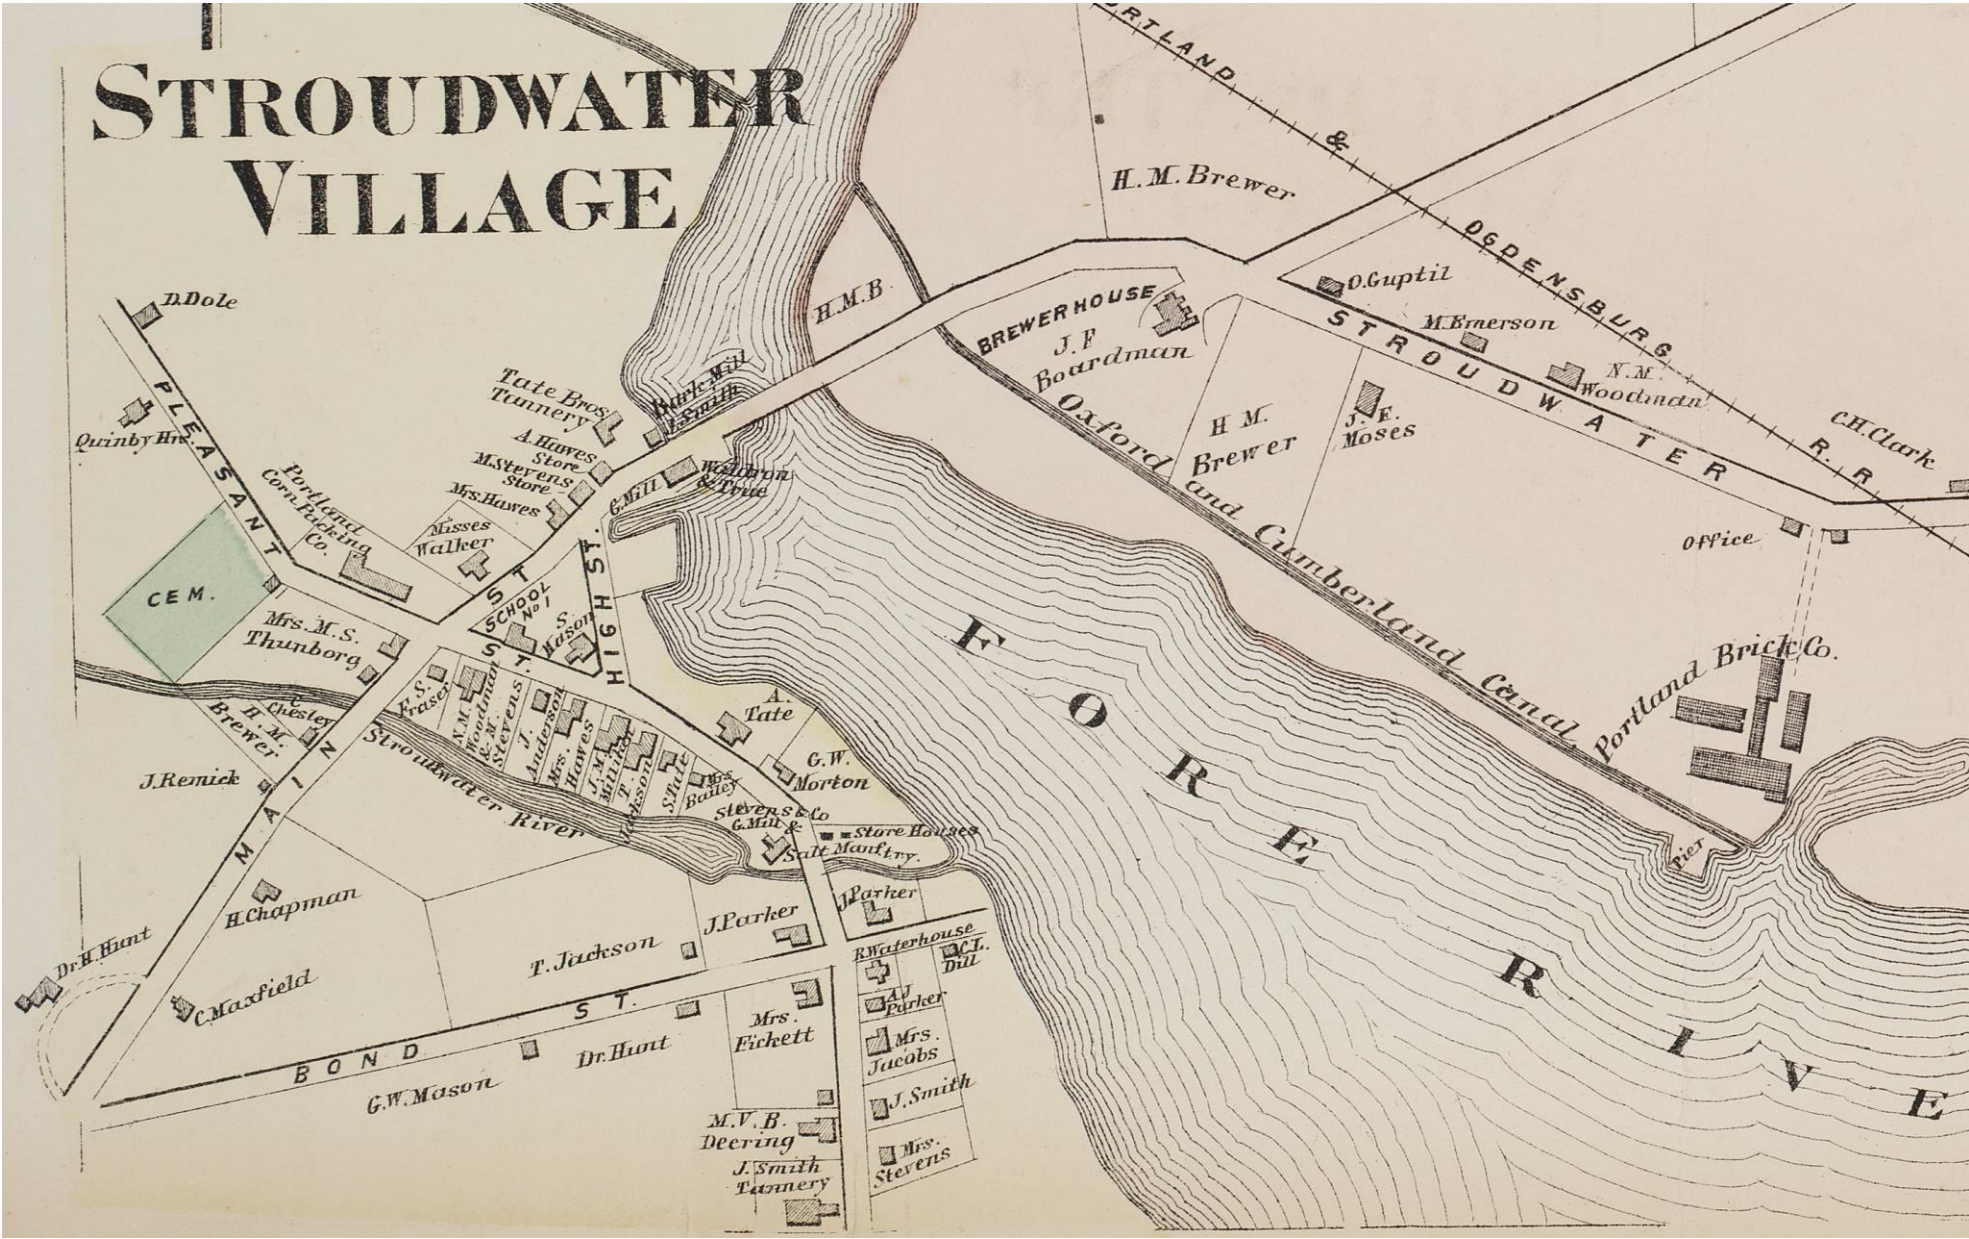 STROUDWATER
VILLAGE
PORTLAND & OGDENSBURG R.R
H. M. Brewer
H.M.B
BREWER HOUSE
J. F
Boardman
O. Guptil
STROUDWATER
M. Emerson
N. M.
Woodman
C.H. Clark
H M.
Brewer
J. E.
Moses
Office
Oxford and Cumberland Canal
Portland Brick Co.
Pier
FORE RIVE
D. Dole
PLEASANT ST.
Quinby Hrs.
Portland
Corn Packing
Co.
CEM.
Tate Bros.
Tannery
Bark Mill
J. Smith
A. Hawes
Store
M. Stevens
Store
Mrs. Hawes
G. Mill
Waldron
& True
Misses
Walker
SCHOOL
No 1
S.
Mason
HIGH ST.
MAIN ST
Mrs. M. S.
Thunborg
Chesley
H. M.
Brewer
J. Remick
F. S.
Fraser
N.M.
Woodman
& M.
Stevens
J.
Anderson
Mrs.
Hawes
J. M.
Milliken
T.
Jackson
S. Tate
Mrs
Bailey
A.
Tate
G. W.
Morton
Stroudwater River
Stevens & Co
G. Mill &
Salt Manftry.
Store Houses
H. Chapman
Dr. H. Hunt
C. Maxfield
T. Jackson
J. Parker
J. Parker
R. Waterhouse
C. L.
Dill
A J
Parker
Mrs.
Jacobs
J. Smith
Mrs.
Stevens
BOND ST.
G. W. Mason
Dr. Hunt
Mrs.
Fickett
M. V. B.
Deering
J. Smith
Tannery